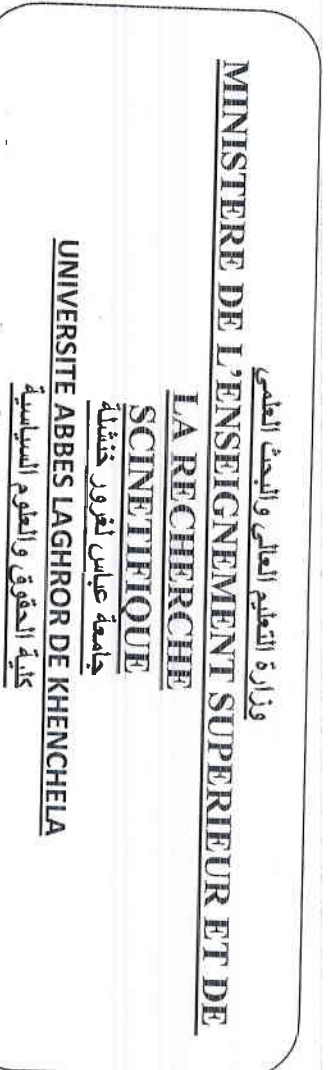 وزارة التعليم العالي والبحث العلمي
MINISTERE DE L'ENSEIGNEMENT SUPERIEUR ET DE
LA RECHERCHE
SCINETIFIQUE
جامعة عباس لغرور خنشلة
UNIVERSITE ABBES LAGHROR DE KHENCHELA
كلية الحقوق والعلوم السياسية